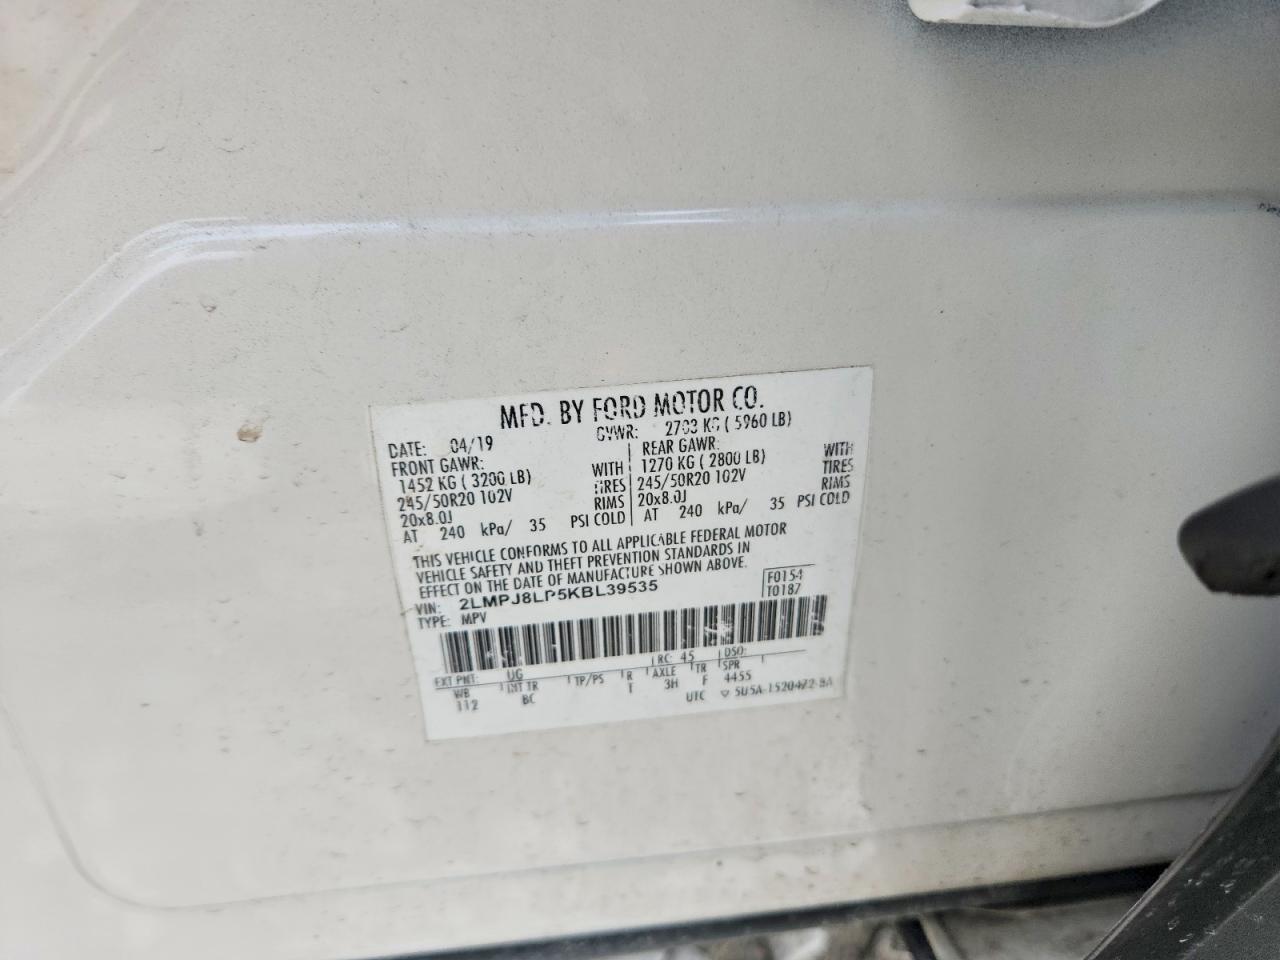 MFD. BY FORD MOTOR CO.
DATE: 04/19 GVWR: 2703 KG ( 5960 LB)
FRONT GAWR: REAR GAWR:
1452 KG ( 3200 LB) WITH 1270 KG ( 2800 LB) WITH
245/50R20 102V TIRES 245/50R20 102V TIRES
20x8.0J RIMS 20x8.0J RIMS
AT 240 kPa/ 35 PSI COLD AT 240 kPa/ 35 PSI COLD
THIS VEHICLE CONFORMS TO ALL APPLICABLE FEDERAL MOTOR
VEHICLE SAFETY AND THEFT PREVENTION STANDARDS IN
EFFECT ON THE DATE OF MANUFACTURE SHOWN ABOVE.
VIN: 2LMPJ8LP5KBL39535 F0154
TYPE: MPV T0187
EXT PNT: UG RC: 45 DSO:
WB INT TR TP/PS R AXLE TR SPR
112 BC T 3H F 4455
UTC 5U5A-1520472-BA